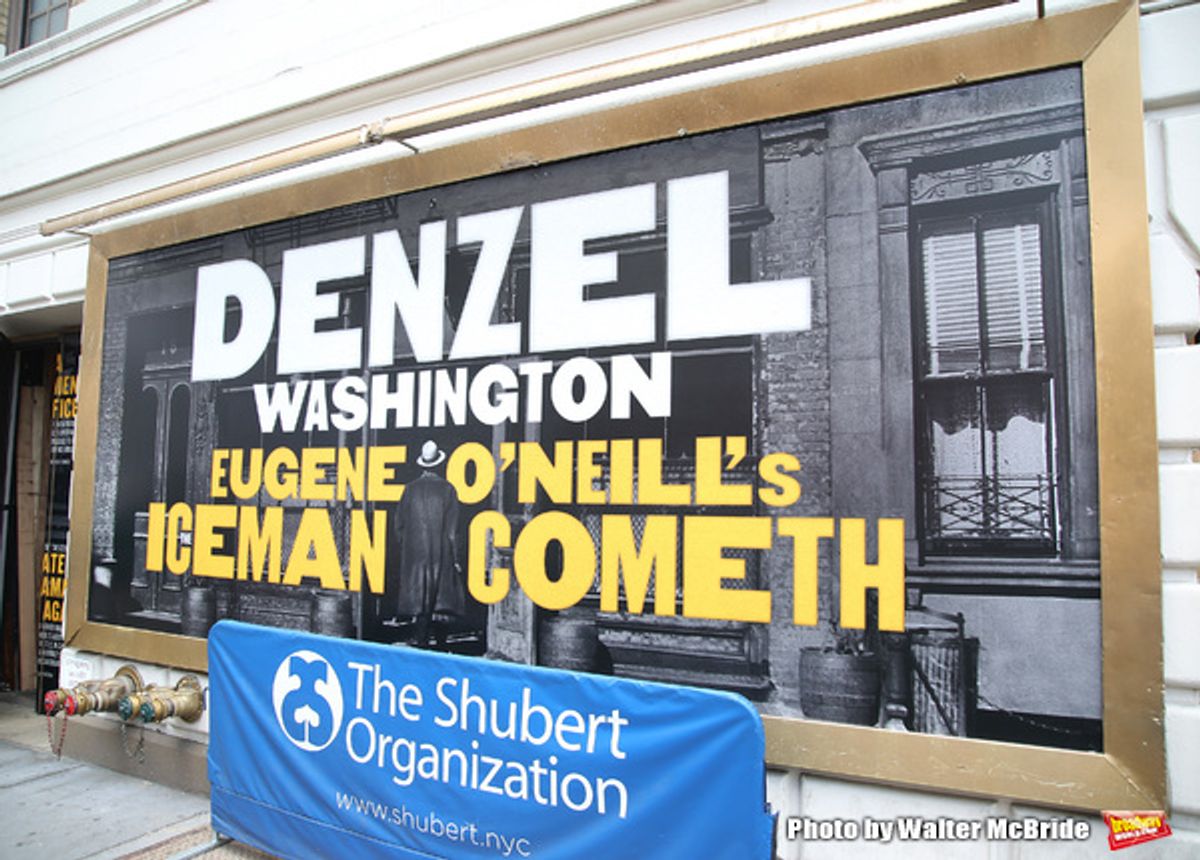 DENZEL
WASHINGTON
EUGENE O'NEILL's
THE ICEMAN COMETH
The Shubert
Organization
www.shubert.nyc
Photo by Walter McBride